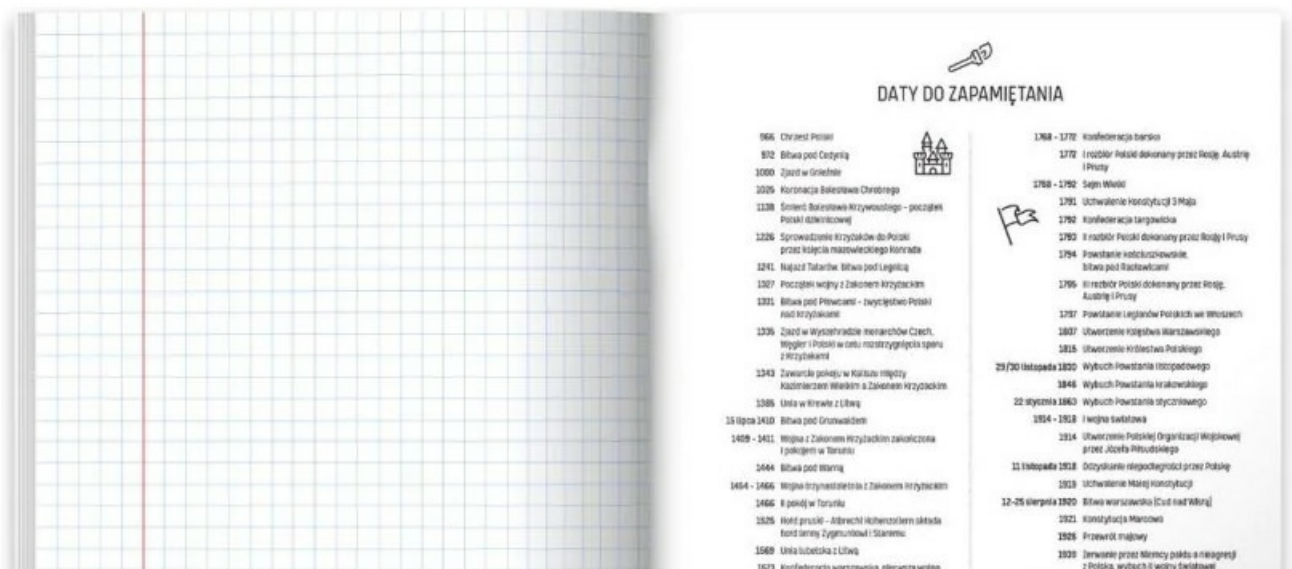 DATY DO ZAPAMIĘTANIA
966 Chrzest Polski
972 Bitwa pod Cedynią
1000 Zjazd w Gnieźnie
1025 Koronacja Bolesława Chrobrego
1138 Śmierć Bolesława Krzywoustego – początek
Polski dzielnicowej
1226 Sprowadzenie Krzyżaków do Polski
przez księcia mazowieckiego Konrada
1241 Najazd Tatarów. Bitwa pod Legnicą
1327 Początek wojny z Zakonem Krzyżackim
1331 Bitwa pod Płowcami – zwycięstwo Polski
nad Krzyżakami
1335 Zjazd w Wyszehradzie monarchów Czech,
Węgier i Polski w celu rozstrzygnięcia sporu
z Krzyżakami
1343 Zawarcie pokoju w Kaliszu między
Kazimierzem Wielkim a Zakonem Krzyżackim
1385 Unia w Krewie z Litwą
15 lipca 1410 Bitwa pod Grunwaldem
1409 – 1411 Wojna z Zakonem Krzyżackim zakończona
I pokojem w Toruniu
1444 Bitwa pod Warną
1454 – 1466 Wojna trzynastoletnia z Zakonem Krzyżackim
1466 II pokój w Toruniu
1525 Hołd pruski – Albrecht Hohenzollern składa
hołd lenny Zygmuntowi I Staremu
1569 Unia lubelska z Litwą
1573 Konfederacja warszawska, pierwsza wolna
1768 – 1772 Konfederacja barska
1772 I rozbiór Polski dokonany przez Rosję, Austrię
i Prusy
1788 – 1792 Sejm Wielki
1791 Uchwalenie Konstytucji 3 Maja
1792 Konfederacja targowicka
1793 II rozbiór Polski dokonany przez Rosję i Prusy
1794 Powstanie kościuszkowskie,
bitwa pod Racławicami
1795 III rozbiór Polski dokonany przez Rosję,
Austrię i Prusy
1797 Powstanie Legionów Polskich we Włoszech
1807 Utworzenie Księstwa Warszawskiego
1815 Utworzenie Królestwa Polskiego
29/30 listopada 1830 Wybuch Powstania listopadowego
1846 Wybuch Powstania krakowskiego
22 stycznia 1863 Wybuch Powstania styczniowego
1914 – 1918 I wojna światowa
1914 Utworzenie Polskiej Organizacji Wojskowej
przez Józefa Piłsudskiego
11 listopada 1918 Odzyskanie niepodległości przez Polskę
1919 Uchwalenie Małej Konstytucji
12–25 sierpnia 1920 Bitwa warszawska (Cud nad Wisłą)
1921 Konstytucja Marcowa
1926 Przewrót majowy
1939 Zerwanie przez Niemcy paktu o nieagresji
z Polską, wybuch II wojny światowej